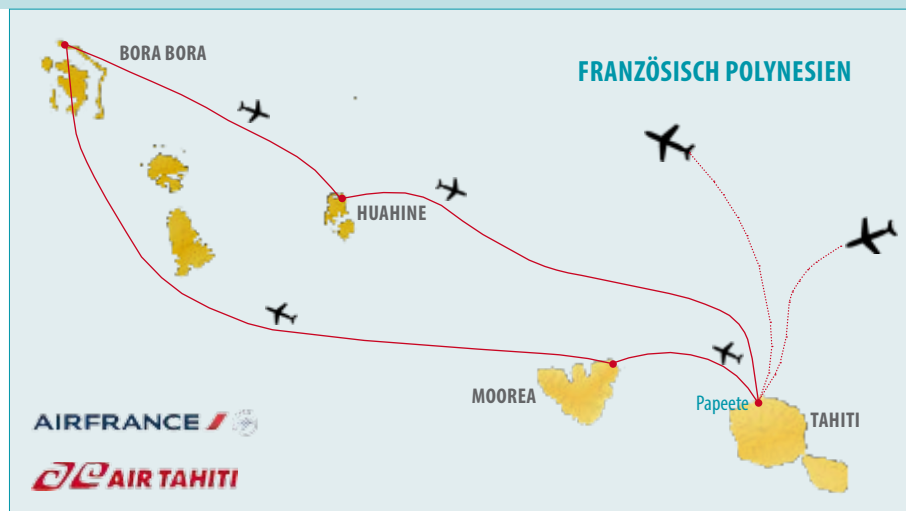 BORA BORA
FRANZÖSISCH POLYNESIEN
HUAHINE
MOOREA
Papeete
TAHITI
AIRFRANCE
AIR TAHITI